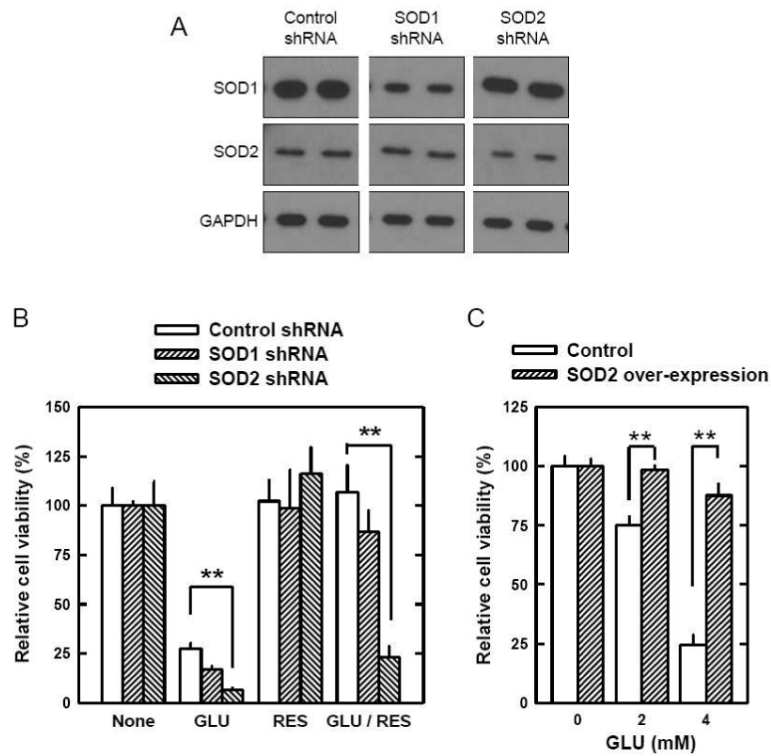 A
Control shRNA
SOD1 shRNA
SOD2 shRNA
SOD1
SOD2
GAPDH
B
Control shRNA
SOD1 shRNA
SOD2 shRNA
Relative cell viability (%)
150
125
100
75
50
25
0
**
**
None
GLU
RES
GLU / RES
C
Control
SOD2 over-expression
Relative cell viability (%)
125
100
75
50
25
0
**
**
0
2
4
GLU (mM)